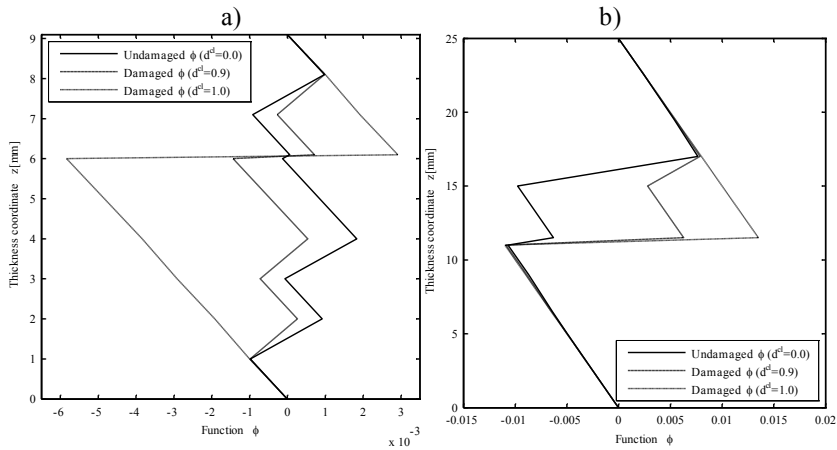 a)
Undamaged ϕ (d^cl=0.0)
Damaged ϕ (d^cl=0.9)
Damaged ϕ (d^cl=1.0)
Thickness coordinate z[mm]
9
8
7
6
5
4
3
2
1
0
-6 -5 -4 -3 -2 -1 0 1 2 3
x 10^-3
Function ϕ
b)
Thickness coordinate z[mm]
25
20
15
10
5
0
Undamaged ϕ (d^cl=0.0)
Damaged ϕ (d^cl=0.9)
Damaged ϕ (d^cl=1.0)
-0.015 -0.01 -0.005 0 0.005 0.01 0.015 0.02
Function ϕ